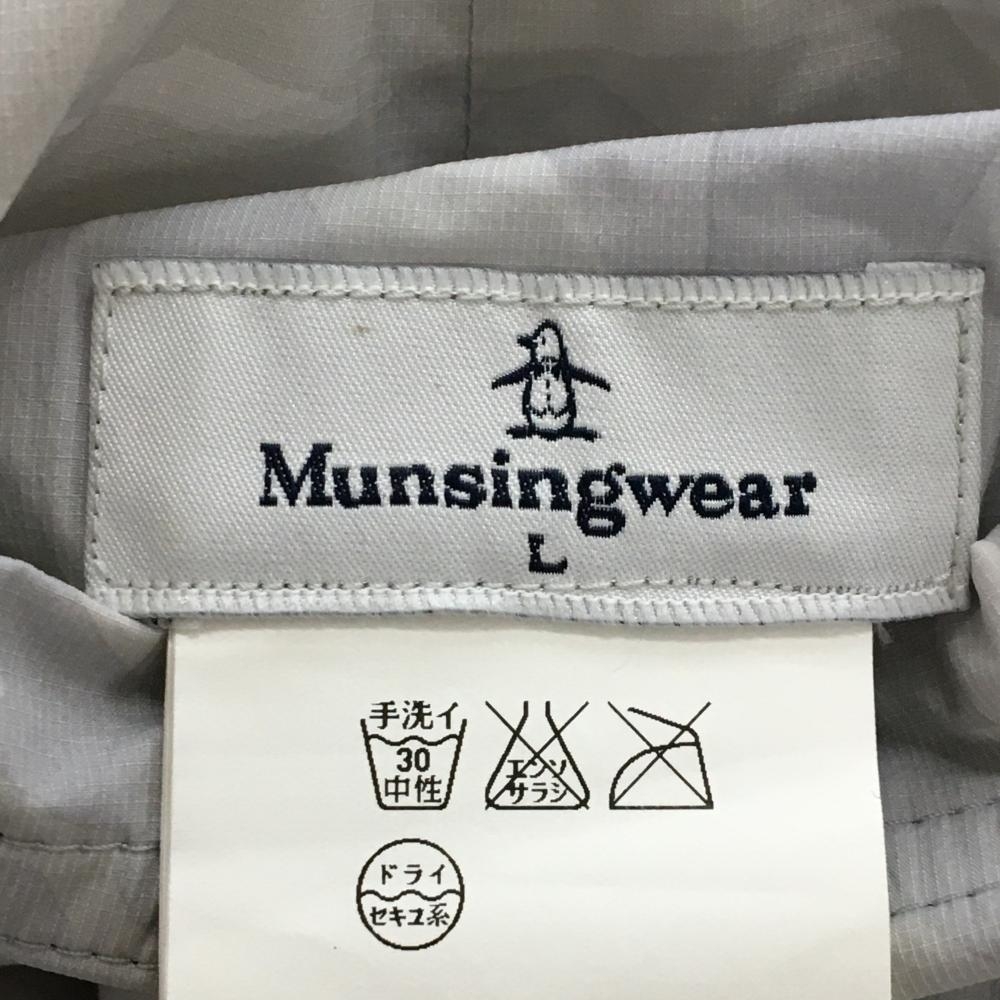 Munsingwear
L
手洗イ
30
中性
エンソ
サラシ
ドライ
セキユ系